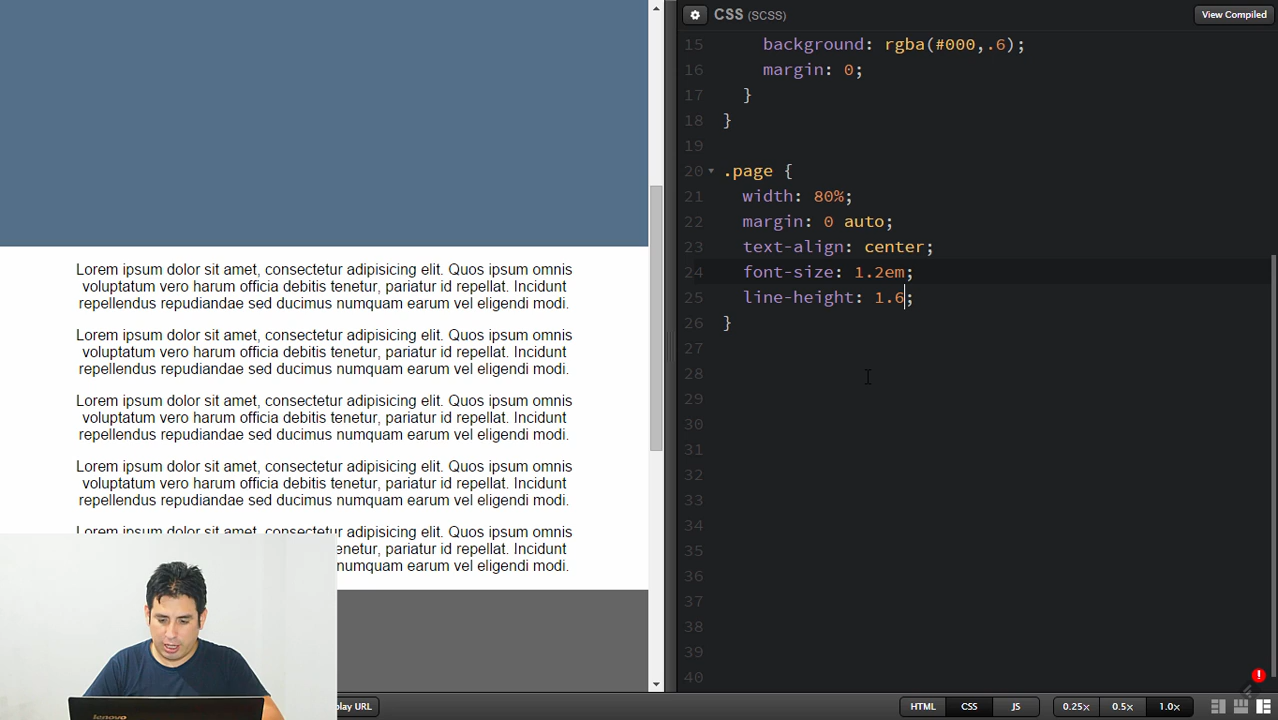 CSS (SCSS)
View Compiled
15 background: rgba(#000,.6);
16 margin: 0;
17 }
18 }
19
20 .page {
21 width: 80%;
22 margin: 0 auto;
23 text-align: center;
24 font-size: 1.2em;
25 line-height: 1.6;
26 }
27
28
29
30
31
32
33
34
35
36
37
38
39
40
Lorem ipsum dolor sit amet, consectetur adipisicing elit. Quos ipsum omnis
voluptatum vero harum officia debitis tenetur, pariatur id repellat. Incidunt
repellendus repudiandae sed ducimus numquam earum vel eligendi modi.
Lorem ipsum dolor sit amet, consectetur adipisicing elit. Quos ipsum omnis
voluptatum vero harum officia debitis tenetur, pariatur id repellat. Incidunt
repellendus repudiandae sed ducimus numquam earum vel eligendi modi.
Lorem ipsum dolor sit amet, consectetur adipisicing elit. Quos ipsum omnis
voluptatum vero harum officia debitis tenetur, pariatur id repellat. Incidunt
repellendus repudiandae sed ducimus numquam earum vel eligendi modi.
Lorem ipsum dolor sit amet, consectetur adipisicing elit. Quos ipsum omnis
voluptatum vero harum officia debitis tenetur, pariatur id repellat. Incidunt
repellendus repudiandae sed ducimus numquam earum vel eligendi modi.
Lorem ipsum dolor sit amet, consectetur adipisicing elit. Quos ipsum omnis
enetur, pariatur id repellat. Incidunt
numquam earum vel eligendi modi.
lenovo
play URL
HTML CSS JS
0.25x 0.5x 1.0x